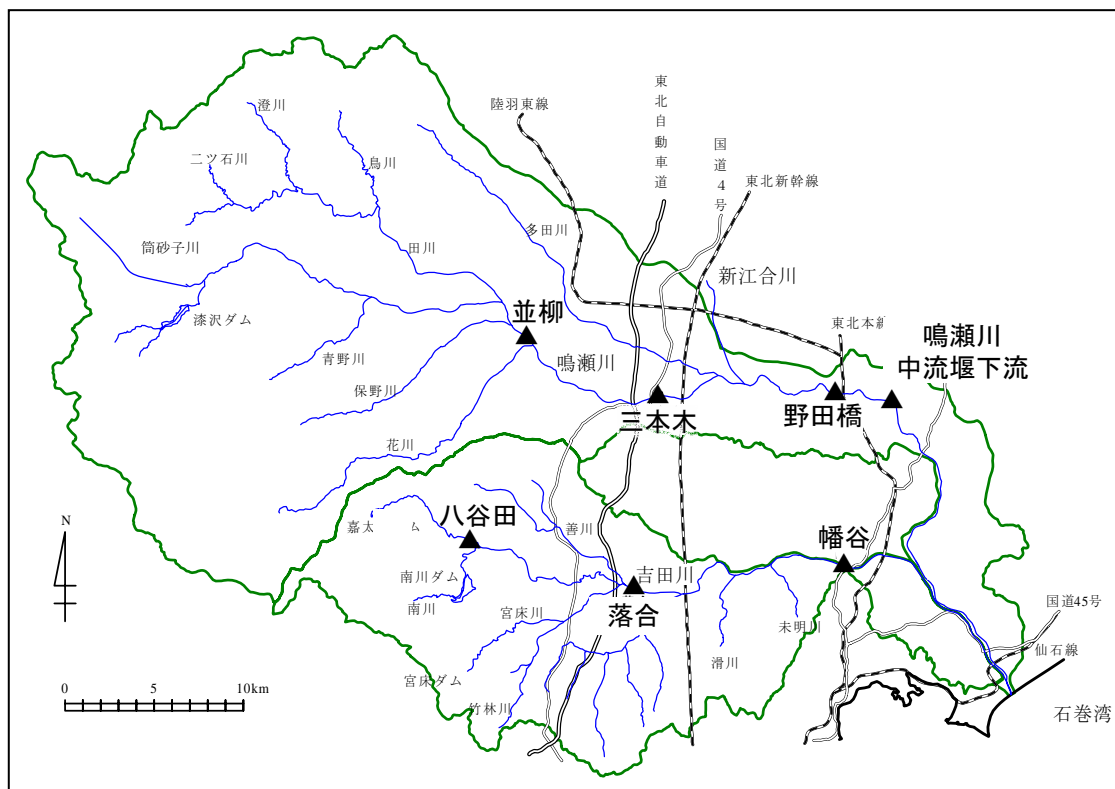 澄川
陸羽東線
東北自動車道
国道4号
二ツ石川
鳥川
東北新幹線
多田川
田川
筒砂子川
新江合川
漆沢ダム
並柳
東北本
鳴瀬川
中流堰下流
青野川
鳴瀬川
保野川
三本木
野田橋
花川
八谷田
嘉太 ム
善川
幡谷
南川ダム
吉田川
南川
宮床川
落合
未明川
国道45号
滑川
仙石線
宮床ダム
竹林川
石巻湾
N
0 5 10km